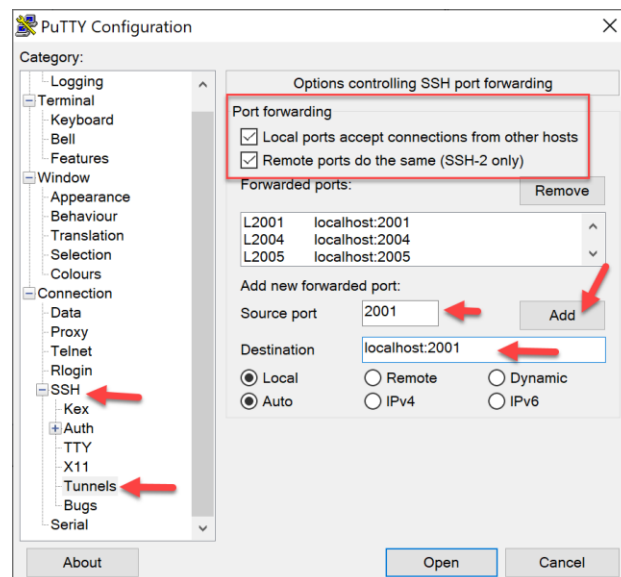 PuTTY Configuration
Category:
Logging
Terminal
Keyboard
Bell
Features
Window
Appearance
Behaviour
Translation
Selection
Colours
Connection
Data
Proxy
Telnet
Rlogin
SSH
Kex
Auth
TTY
X11
Tunnels
Bugs
Serial
Options controlling SSH port forwarding
Port forwarding
Local ports accept connections from other hosts
Remote ports do the same (SSH-2 only)
Forwarded ports:
Remove
L2001 localhost:2001
L2004 localhost:2004
L2005 localhost:2005
Add new forwarded port:
Source port 2001 Add
Destination localhost:2001
Local Remote Dynamic
Auto IPv4 IPv6
About Open Cancel